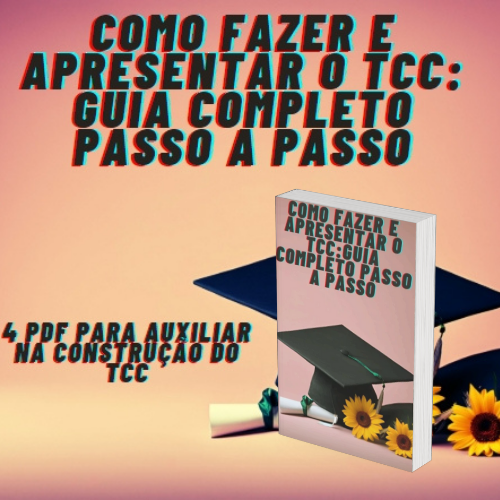 COMO FAZER E
APRESENTAR O TCC:
GUIA COMPLETO
PASSO A PASSO
COMO FAZER E
APRESENTAR O
TCC:GUIA
COMPLETO PASSO
A PASSO
4 PDF PARA AUXILIAR
NA CONSTRUÇÃO DO
TCC